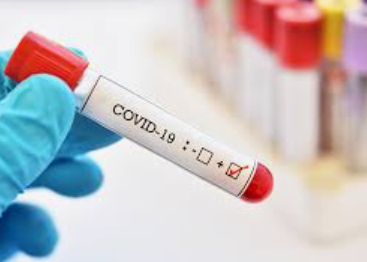 COVID-19 : - ☐ + ☑